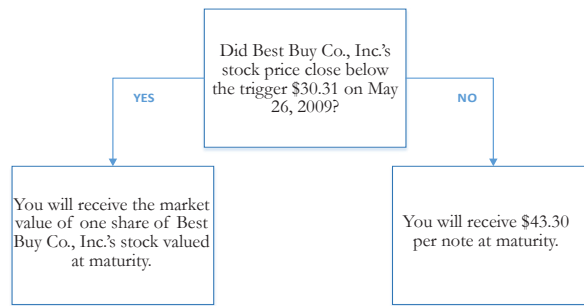 Did Best Buy Co., Inc.'s
stock price close below
the trigger $30.31 on May
26, 2009?
YES
NO
You will receive the market
value of one share of Best
Buy Co., Inc.'s stock valued
at maturity.
You will receive $43.30
per note at maturity.